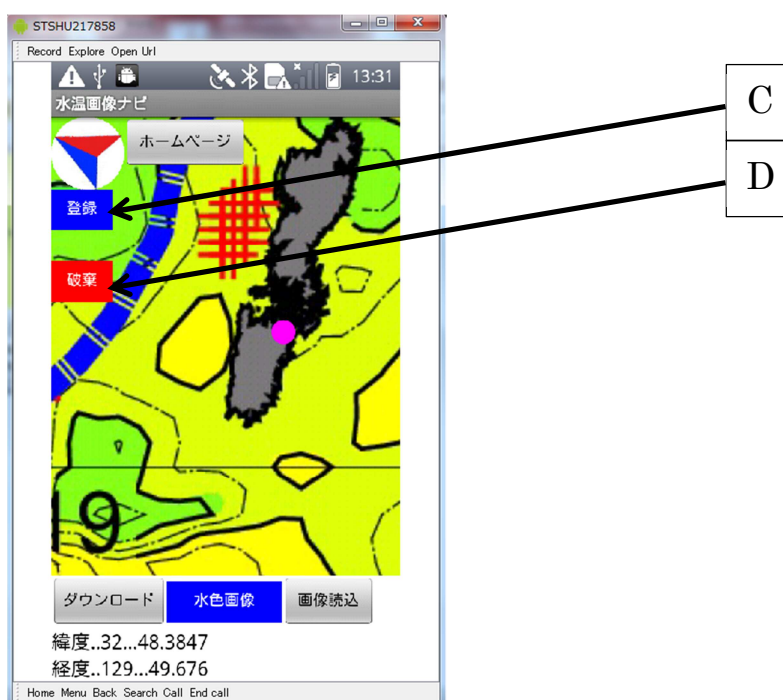 STSHU217858
Record Explore Open Url
13:31
水温画像ナビ
ホームページ
C
D
登録
破棄
19
ダウンロード 水色画像 画像読込
緯度..32...48.3847
経度..129...49.676
Home Menu Back Search Call End call